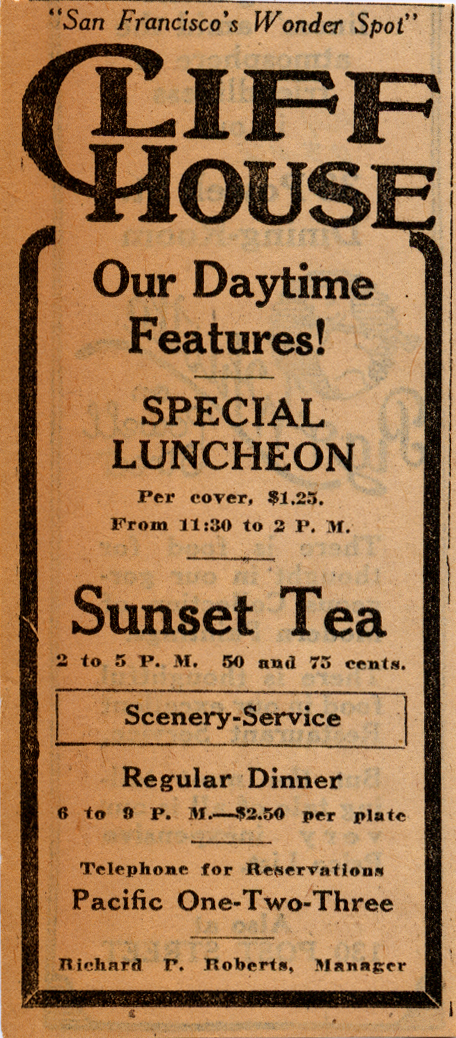 "San Francisco's Wonder Spot"
CLIFF
HOUSE
Our Daytime
Features!
SPECIAL
LUNCHEON
Per cover, $1.25.
From 11:30 to 2 P. M.
Sunset Tea
2 to 5 P. M. 50 and 75 cents.
Scenery-Service
Regular Dinner
6 to 9 P. M.—$2.50 per plate
Telephone for Reservations
Pacific One-Two-Three
Richard P. Roberts, Manager